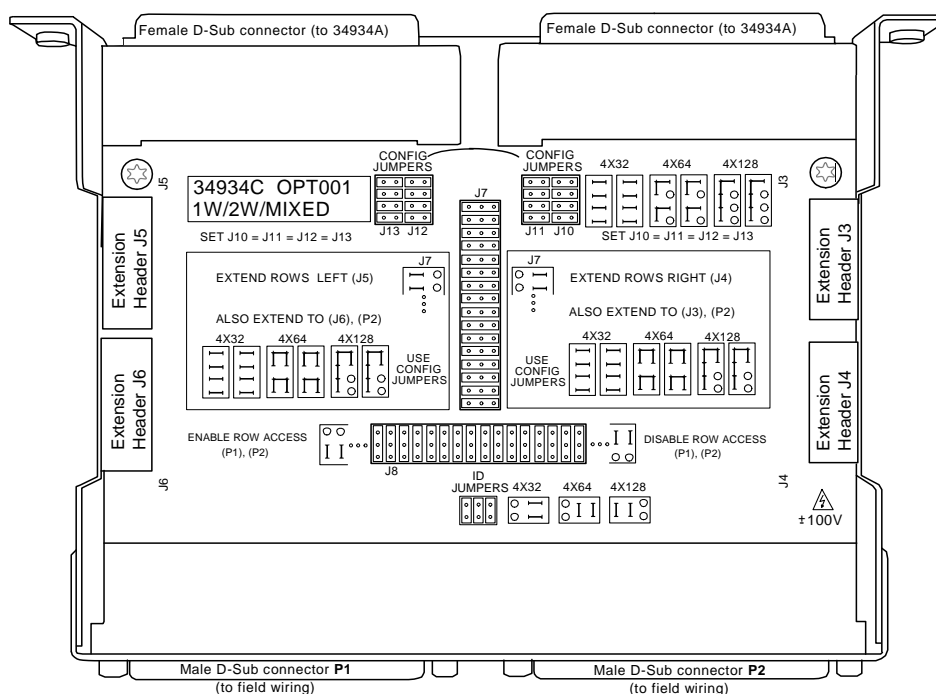 Female D-Sub connector (to 34934A)
Female D-Sub connector (to 34934A)
CONFIG
JUMPERS
CONFIG
JUMPERS
4X32
4X64
4X128
J5
J3
34934C OPT001
1W/2W/MIXED
J7
J13
J12
J11
J10
SET J10 = J11 = J12 = J13
SET J10 = J11 = J12 = J13
Extension
Header J5
Extension
Header J3
EXTEND ROWS LEFT (J5)
J7
J7
EXTEND ROWS RIGHT (J4)
ALSO EXTEND TO (J6), (P2)
ALSO EXTEND TO (J3), (P2)
4X32
4X64
4X128
4X32
4X64
4X128
USE
CONFIG
JUMPERS
USE
CONFIG
JUMPERS
Extension
Header J6
Extension
Header J4
ENABLE ROW ACCESS
(P1), (P2)
DISABLE ROW ACCESS
(P1), (P2)
J8
J6
J4
ID
JUMPERS
4X32
4X64
4X128
±100V
Male D-Sub connector P1
(to field wiring)
Male D-Sub connector P2
(to field wiring)